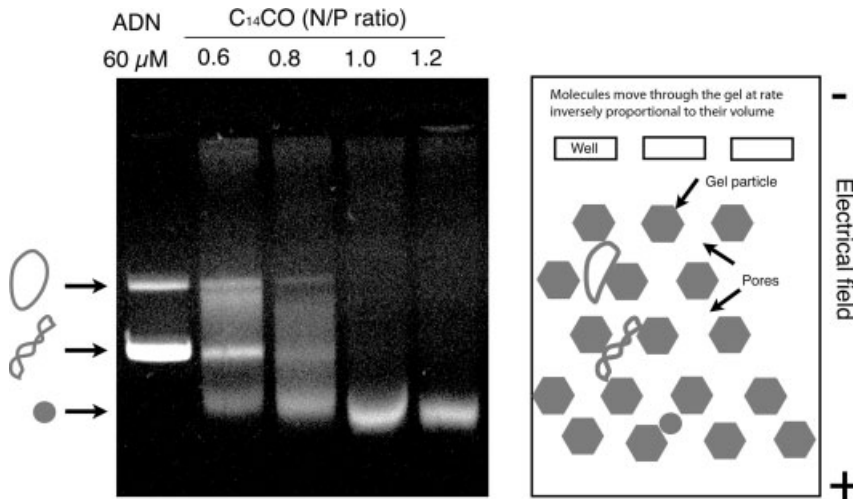 ADN
60 µM
C₁₄CO (N/P ratio)
0.6 0.8 1.0 1.2
Molecules move through the gel at rate
inversely proportional to their volume
Well
Gel particle
Pores
-
Electrical field
+